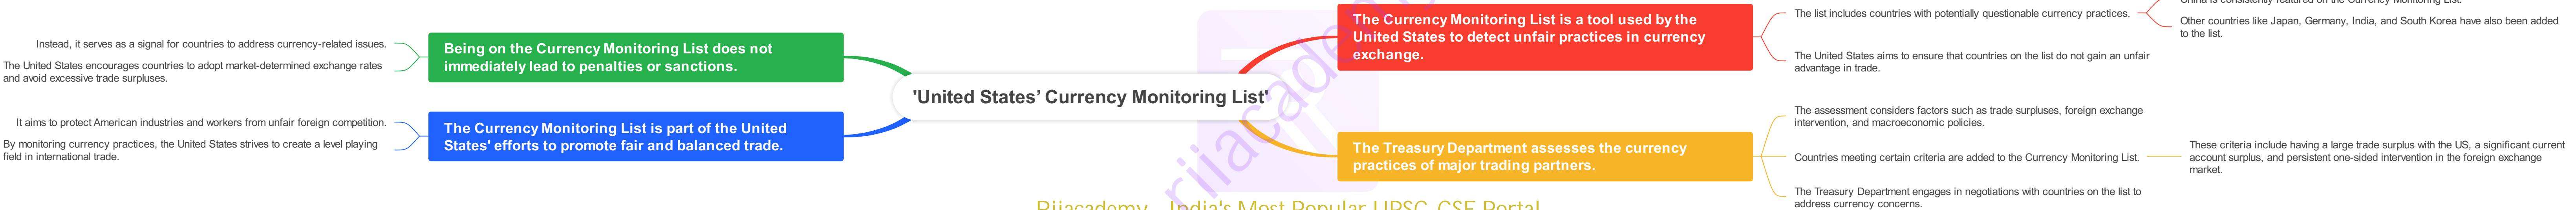 'United States’ Currency Monitoring List'
The Currency Monitoring List is a tool used by the
United States to detect unfair practices in currency
exchange.
The list includes countries with potentially questionable currency practices.
China is consistently featured on the Currency Monitoring List.
Other countries like Japan, Germany, India, and South Korea have also been added
to the list.
The United States aims to ensure that countries on the list do not gain an unfair
advantage in trade.
The Treasury Department assesses the currency
practices of major trading partners.
The assessment considers factors such as trade surpluses, foreign exchange
intervention, and macroeconomic policies.
Countries meeting certain criteria are added to the Currency Monitoring List.
These criteria include having a large trade surplus with the US, a significant current
account surplus, and persistent one-sided intervention in the foreign exchange
market.
The Treasury Department engages in negotiations with countries on the list to
address currency concerns.
Being on the Currency Monitoring List does not
immediately lead to penalties or sanctions.
Instead, it serves as a signal for countries to address currency-related issues.
The United States encourages countries to adopt market-determined exchange rates
and avoid excessive trade surpluses.
The Currency Monitoring List is part of the United
States' efforts to promote fair and balanced trade.
It aims to protect American industries and workers from unfair foreign competition.
By monitoring currency practices, the United States strives to create a level playing
field in international trade.
Rijacademy - India's Most Popular UPSC-CSE Portal